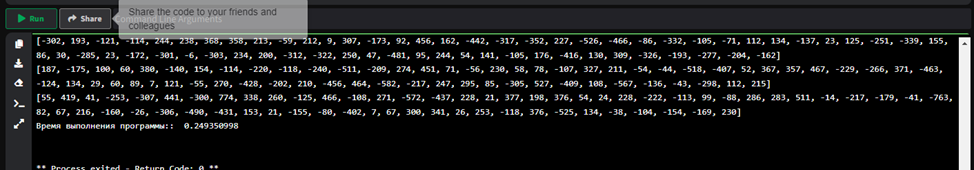 Share the code to your friends and
colleagues
Run
Share
Command Line Arguments
[-302, 193, -121, -114, 244, 238, 368, 358, 213, -59, 212, 9, 307, -173, 92, 456, 162, -442, -317, -352, 227, -526, -466, -86, -332, -105, -71, 112, 134, -137, 23, 125, -251, -339, 155,
86, 30, -285, 23, -172, -301, -6, -303, 234, 200, -312, -322, 250, 47, -481, 95, 244, 54, 141, -105, 176, -416, 130, 309, -326, -193, -277, -204, -162]
[187, -175, 100, 60, 380, -140, 154, -114, -220, -118, -240, -511, -209, 274, 451, 71, -56, 230, 58, 78, -107, 327, 211, -54, -44, -518, -407, 52, 367, 357, 467, -229, -266, 371, -463,
-124, 134, 29, 60, 89, 7, 121, -55, 270, -428, -202, 210, -456, 464, -582, -217, 247, 295, 85, -305, 527, -409, 108, -567, -136, -43, -298, 112, 215]
[55, 419, 41, -253, -307, 441, -300, 774, 338, 260, -125, 466, -108, 271, -572, -437, 228, 21, 377, 198, 376, 54, 24, 228, -222, -113, 99, -88, 286, 283, 511, -14, -217, -179, -41, -763,
82, 67, 216, -160, -26, -306, -490, -431, 153, 21, -155, -80, -402, 7, 67, 300, 341, 26, 253, -118, 376, -525, 134, -38, -104, -154, -169, 230]
Время выполнения программы:: 0.249350998
** Process exited - Return Code: 0 **